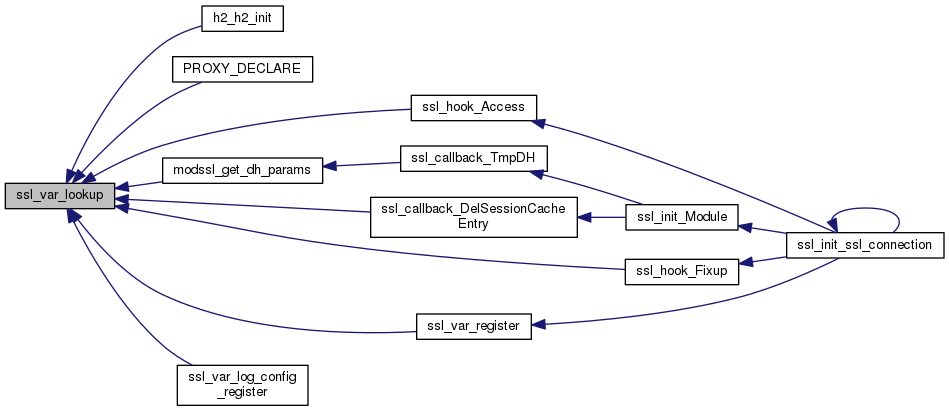 h2_h2_init
PROXY_DECLARE
ssl_hook_Access
ssl_callback_TmpDH
modssl_get_dh_params
ssl_var_lookup
ssl_callback_DelSessionCache
Entry
ssl_init_Module
ssl_init_ssl_connection
ssl_hook_Fixup
ssl_var_register
ssl_var_log_config
_register